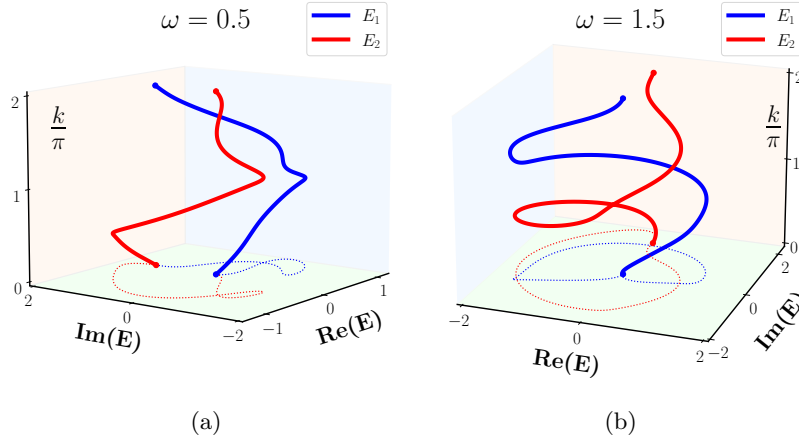 ω = 0.5
E₁
E₂
k/π
2
1
0
2
0
−2
−1
0
1
Im(E)
Re(E)
(a)
ω = 1.5
E₁
E₂
k/π
2
1
0
−2
0
2
−2
0
2
Re(E)
Im(E)
(b)